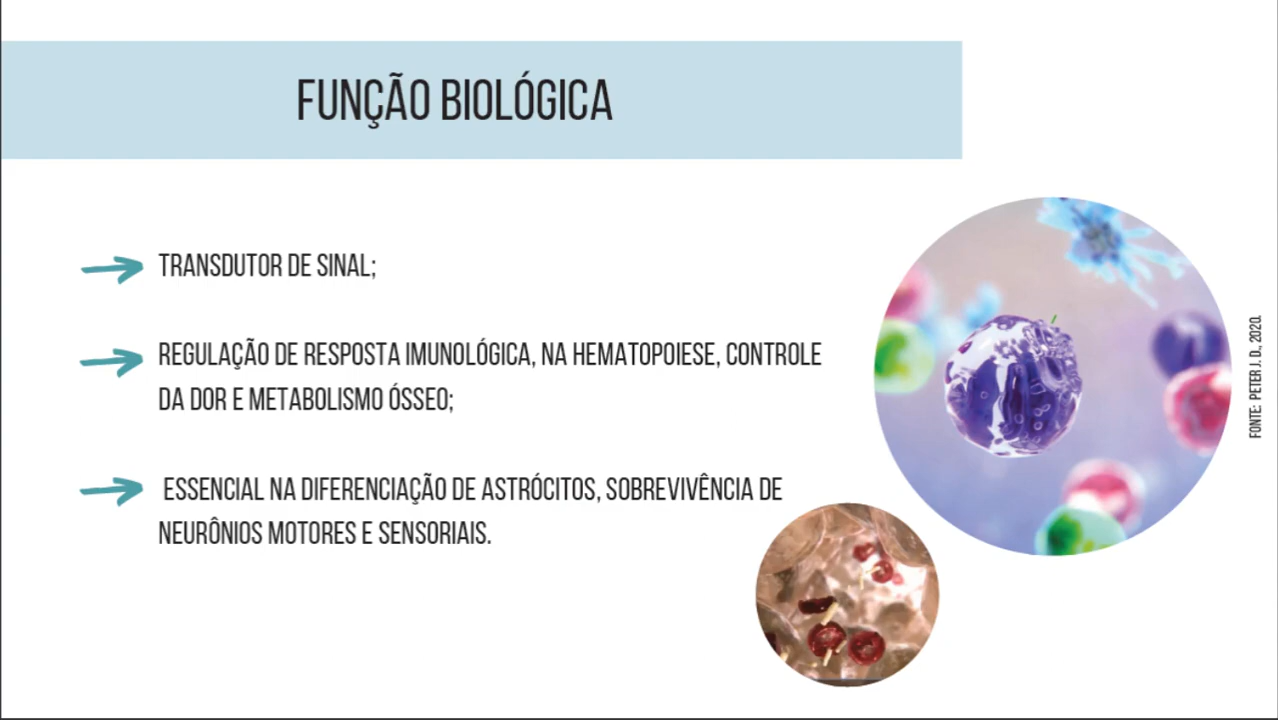 FUNÇÃO BIOLÓGICA
TRANSDUTOR DE SINAL;
REGULAÇÃO DE RESPOSTA IMUNOLÓGICA, NA HEMATOPOIESE, CONTROLE
DA DOR E METABOLISMO ÓSSEO;
ESSENCIAL NA DIFERENCIAÇÃO DE ASTRÓCITOS, SOBREVIVÊNCIA DE
NEURÔNIOS MOTORES E SENSORIAIS.
FONTE: PETER J. D., 2020.